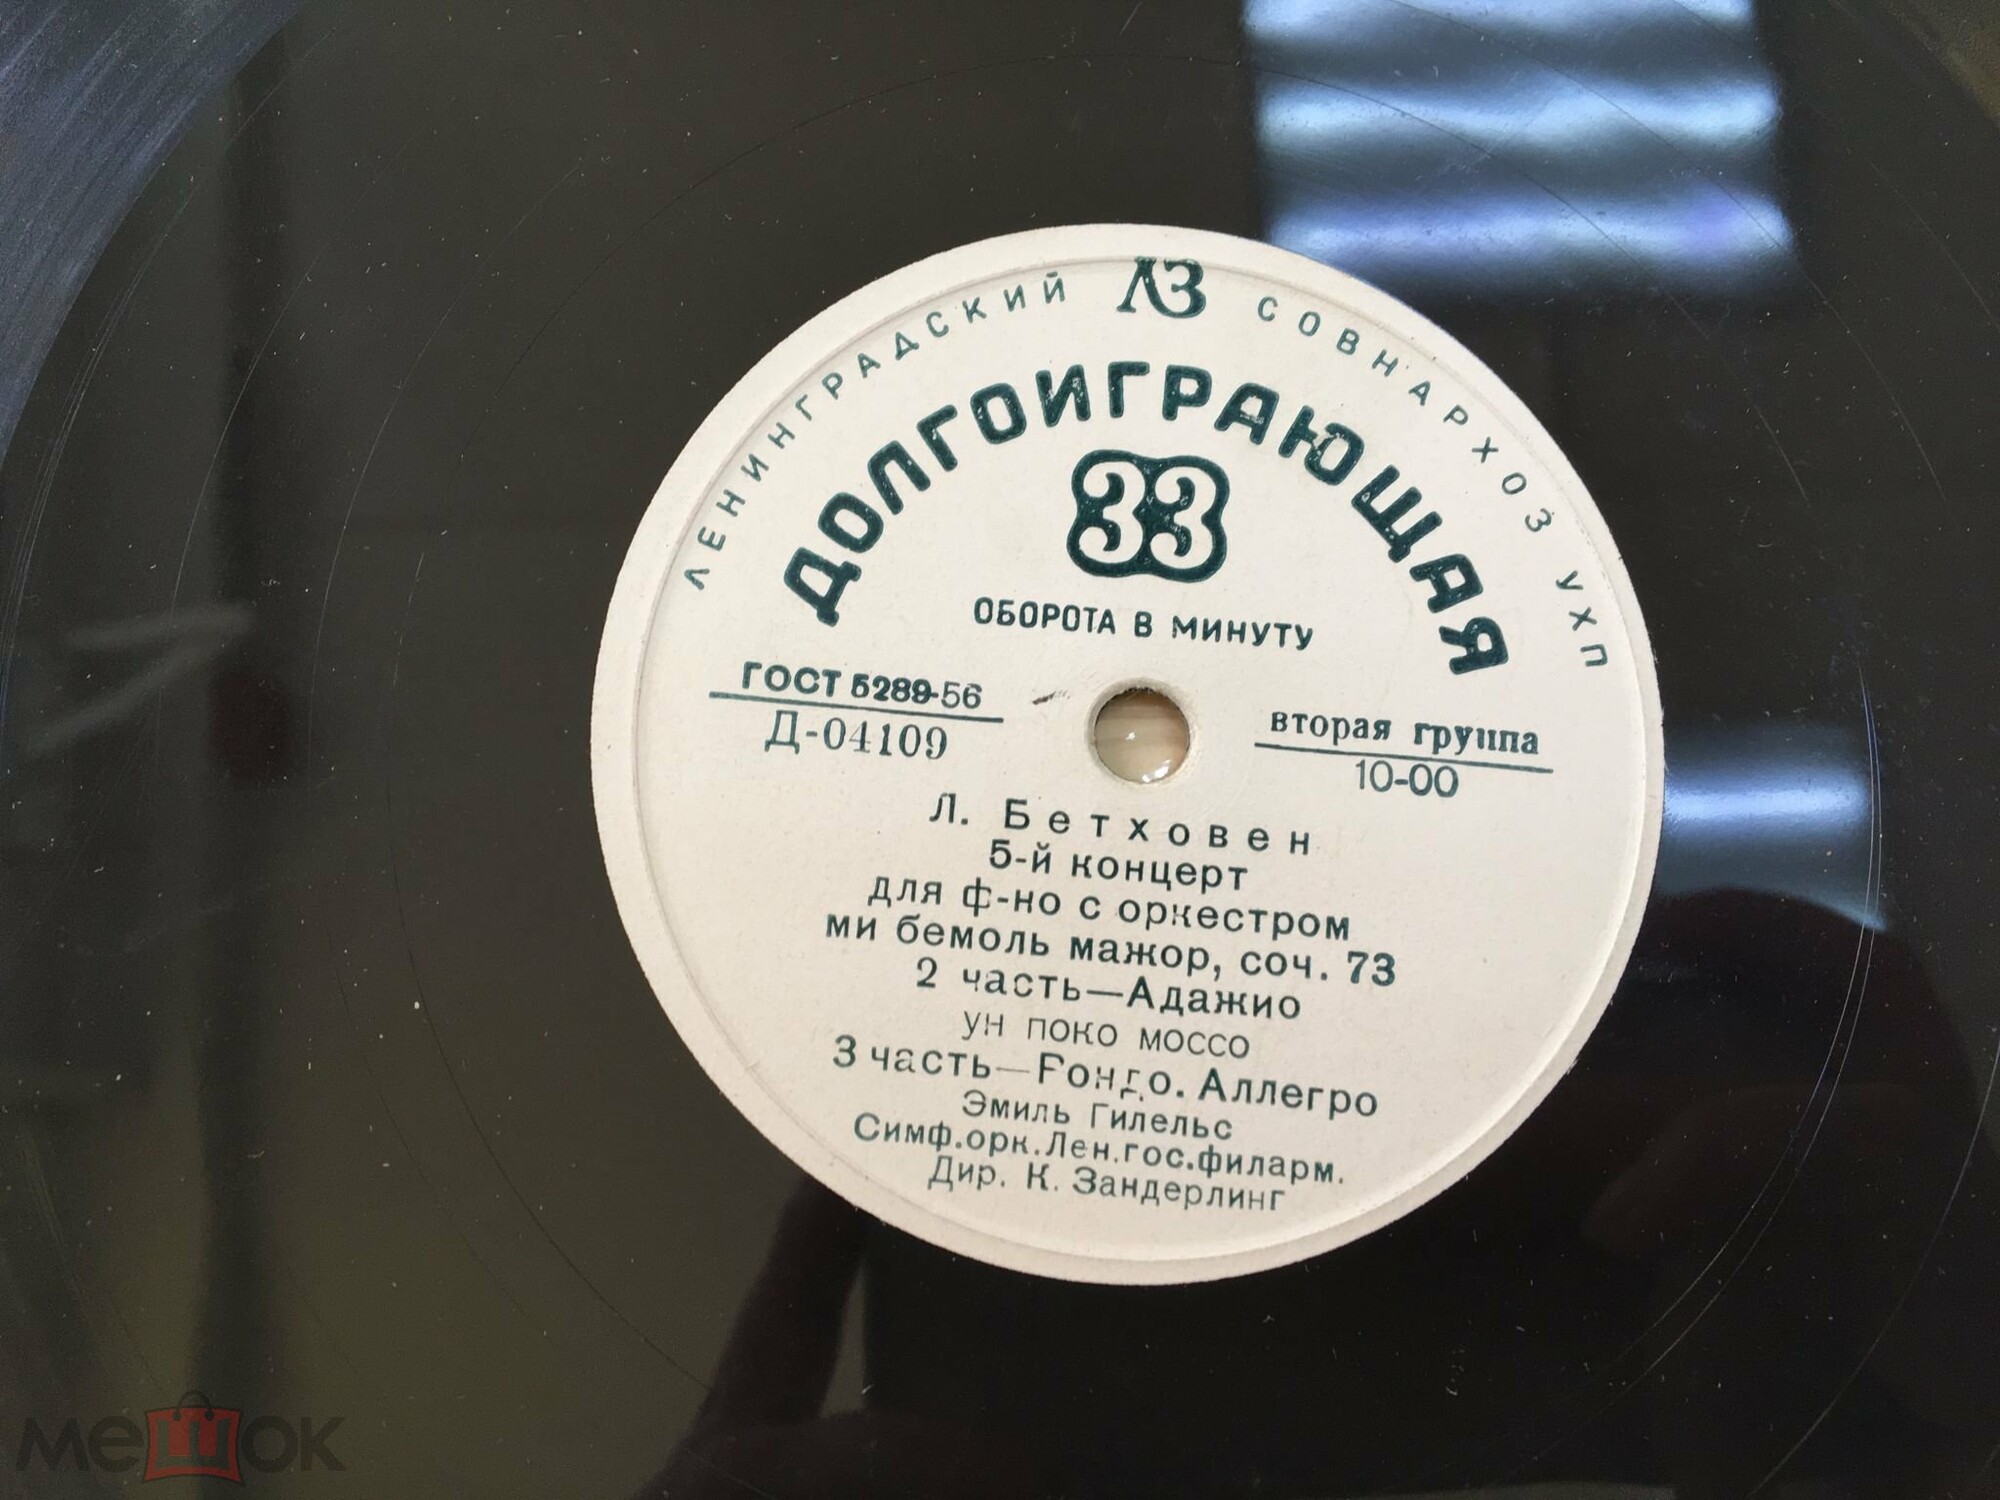 ЛЕНИНГРАДСКИЙ ЛЗ СОВНАРХОЗ УХП
ДОЛГОИГРАЮЩАЯ
33
ОБОРОТА В МИНУТУ
ГОСТ 5289-56
Д-04109
вторая группа
10-00
Л. Бетховен
5-й концерт
для ф-но с оркестром
ми бемоль мажор, соч. 73
2 часть—Адажио
ун поко моссо
3 часть—Рондо. Аллегро
Эмиль Гилельс
Симф.орк.Лен.гос.филарм.
Дир. К. Зандерлинг
мешок